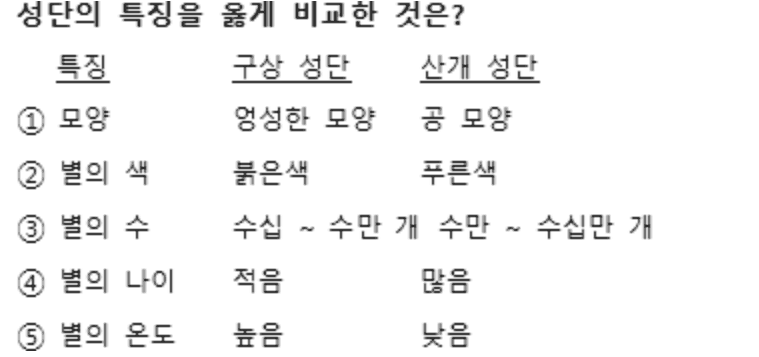 성단의 특징을 옳게 비교한 것은?
특징 구상 성단 산개 성단
① 모양 엉성한 모양 공 모양
② 별의 색 붉은색 푸른색
③ 별의 수 수십 ~ 수만 개 수만 ~ 수십만 개
④ 별의 나이 적음 많음
⑤ 별의 온도 높음 낮음